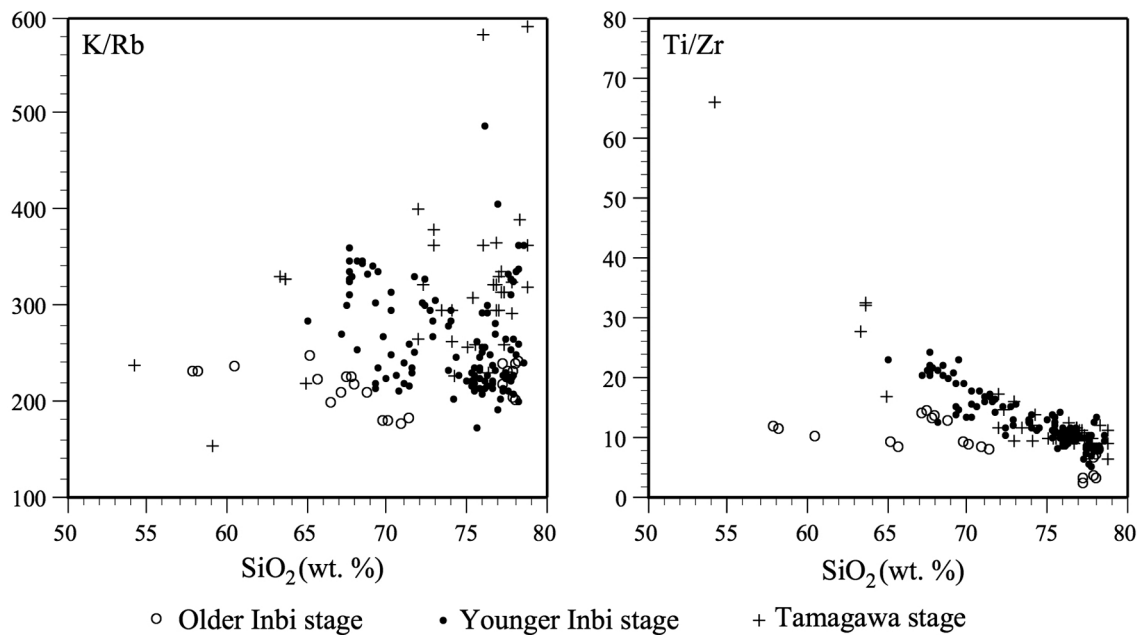 K/Rb
600
500
400
300
200
100
50 55 60 65 70 75 80
SiO₂(wt. %)
Ti/Zr
80
70
60
50
40
30
20
10
0
50 55 60 65 70 75 80
SiO₂(wt. %)
Older Inbi stage Younger Inbi stage Tamagawa stage